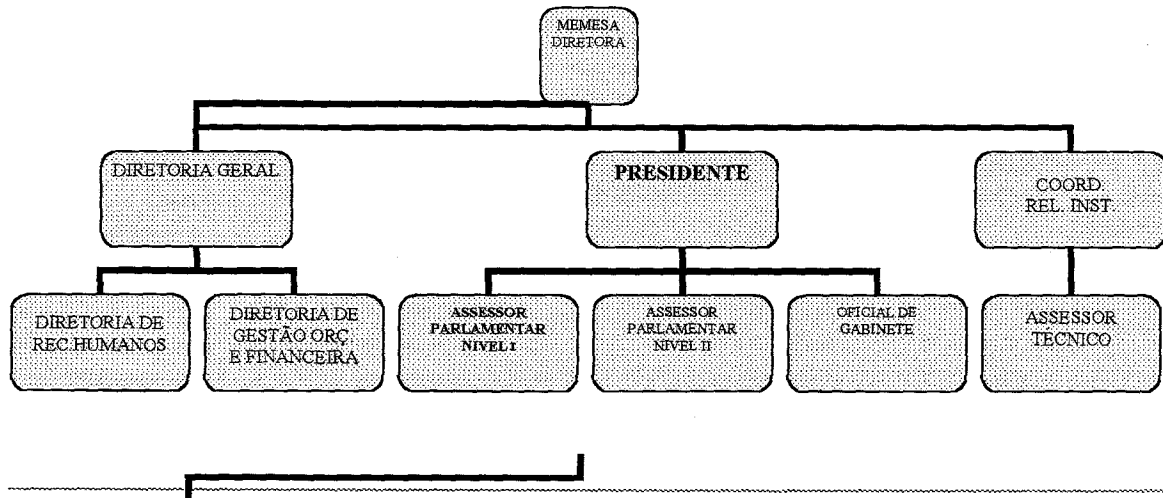 MEMESA
DIRETORA
DIRETORIA GERAL
PRESIDENTE
COORD
REL. INST.
DIRETORIA DE
REC.HUMANOS
DIRETORIA DE
GESTÃO ORÇ.
E FINANCEIRA
ASSESSOR
PARLAMENTAR
NIVEL I
ASSESSOR
PARLAMENTAR
NIVEL II
OFICIAL DE
GABINETE
ASSESSOR
TÉCNICO